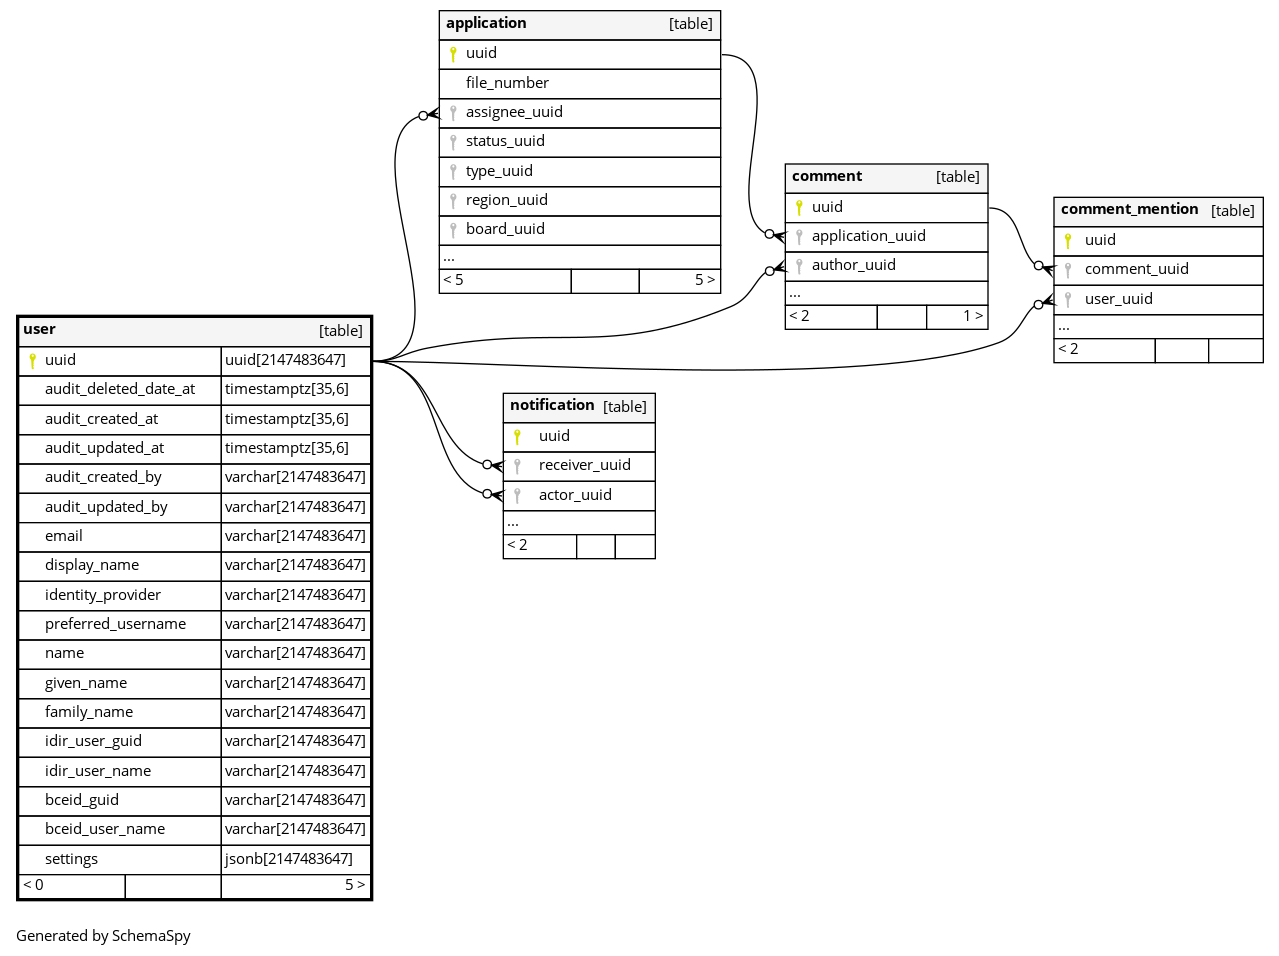 application [table]
uuid
file_number
assignee_uuid
status_uuid
type_uuid
region_uuid
board_uuid
...
< 5 5 >
comment [table]
uuid
application_uuid
author_uuid
...
< 2 1 >
comment_mention [table]
uuid
comment_uuid
user_uuid
...
< 2
user [table]
uuid uuid[2147483647]
audit_deleted_date_at timestamptz[35,6]
audit_created_at timestamptz[35,6]
audit_updated_at timestamptz[35,6]
audit_created_by varchar[2147483647]
audit_updated_by varchar[2147483647]
email varchar[2147483647]
display_name varchar[2147483647]
identity_provider varchar[2147483647]
preferred_username varchar[2147483647]
name varchar[2147483647]
given_name varchar[2147483647]
family_name varchar[2147483647]
idir_user_guid varchar[2147483647]
idir_user_name varchar[2147483647]
bceid_guid varchar[2147483647]
bceid_user_name varchar[2147483647]
settings jsonb[2147483647]
< 0 5 >
notification [table]
uuid
receiver_uuid
actor_uuid
...
< 2
Generated by SchemaSpy